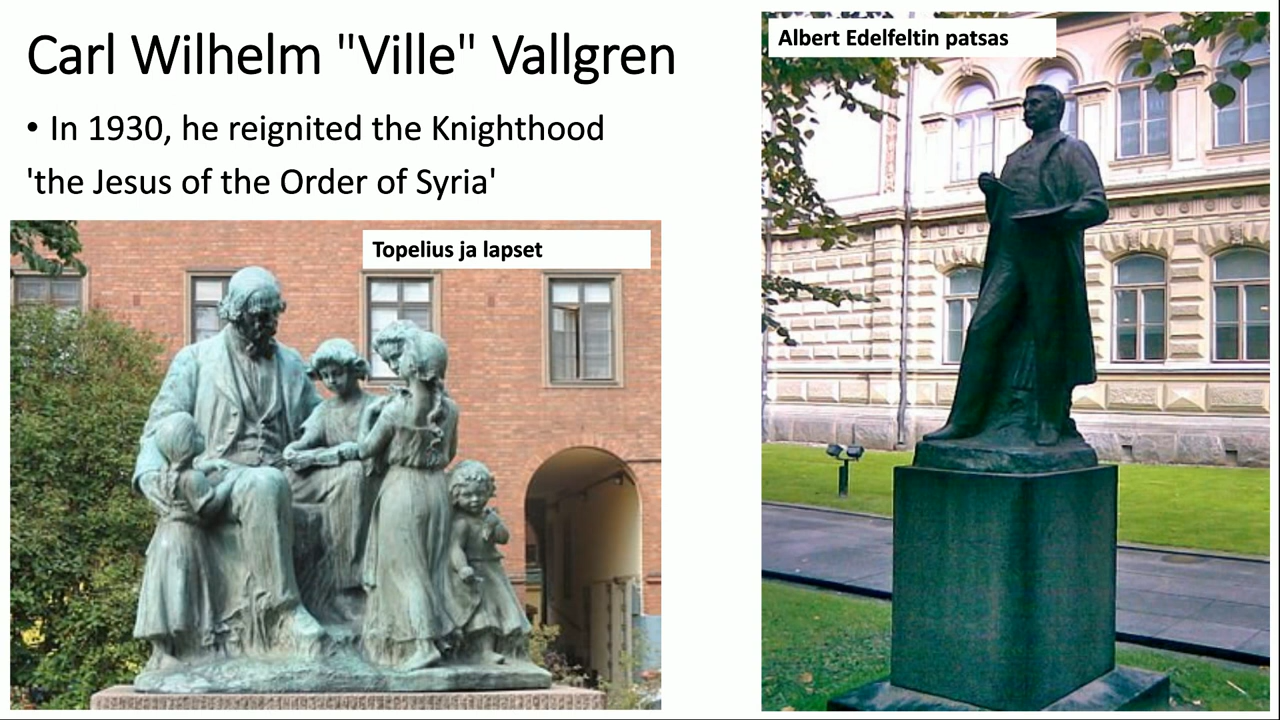 Carl Wilhelm "Ville" Vallgren
• In 1930, he reignited the Knighthood
'the Jesus of the Order of Syria'
Topelius ja lapset
Albert Edelfeltin patsas